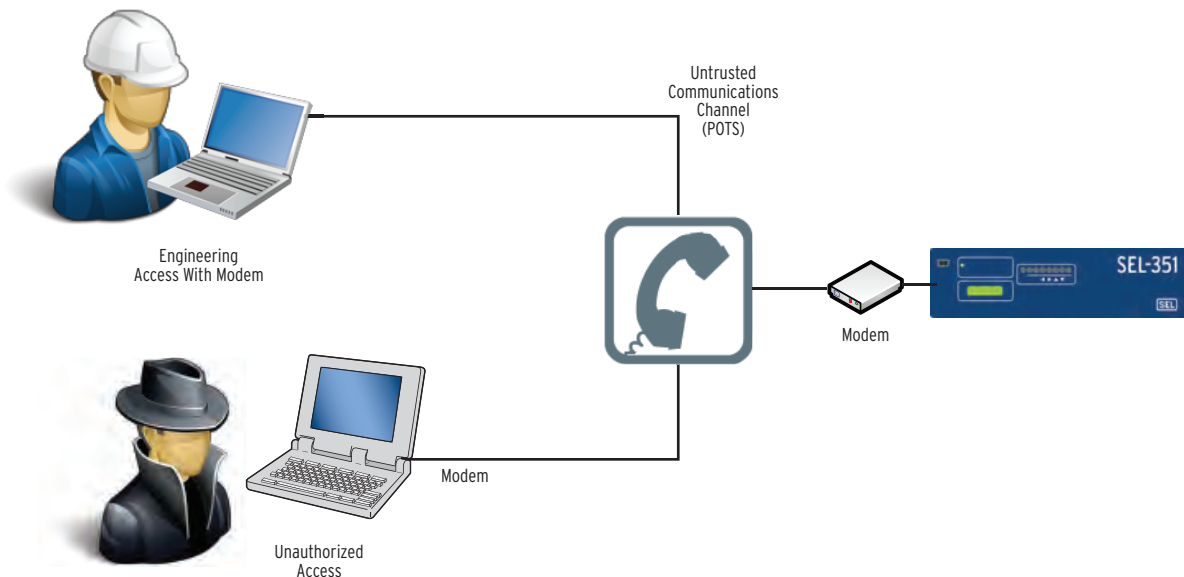 Untrusted
Communications
Channel
(POTS)
Engineering
Access With Modem
SEL-351
SEL
Modem
Modem
Unauthorized
Access